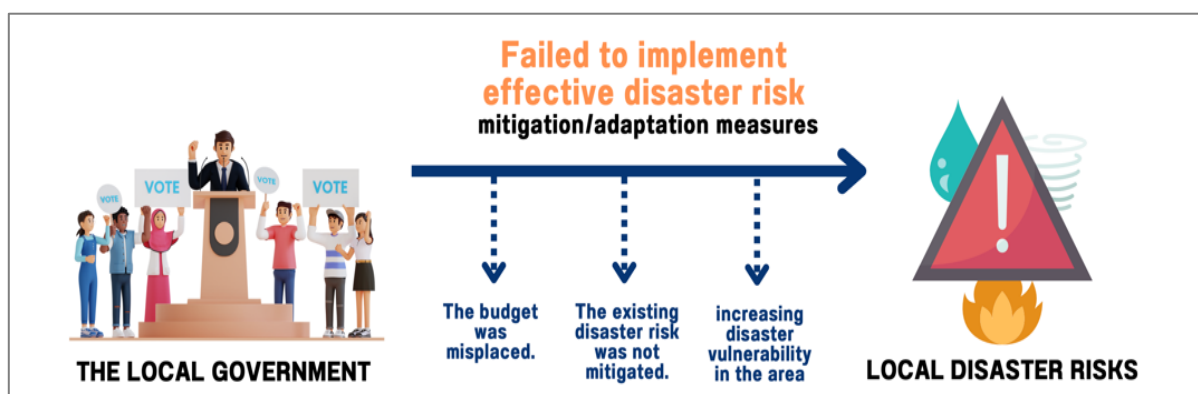 Failed to implement
effective disaster risk
mitigation/adaptation measures
VOTE
VOTE
VOTE
VOTE
The budget
was
misplaced.
The existing
disaster risk
was not
mitigated.
increasing
disaster
vulnerability
in the area
THE LOCAL GOVERNMENT
LOCAL DISASTER RISKS